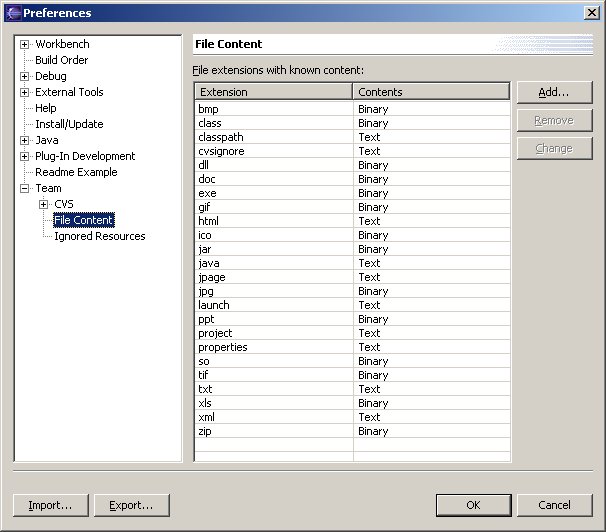 Preferences
Workbench
Build Order
Debug
External Tools
Help
Install/Update
Java
Plug-In Development
Readme Example
Team
CVS
File Content
Ignored Resources
File Content
File extensions with known content:
Extension Contents
bmp Binary
class Binary
classpath Text
cvsignore Text
dll Binary
doc Binary
exe Binary
gif Binary
html Text
ico Binary
jar Binary
java Text
jpage Text
jpg Binary
launch Text
ppt Binary
project Text
properties Text
so Binary
tif Binary
txt Text
xls Binary
xml Text
zip Binary
Add...
Remove
Change
Import... Export... OK Cancel